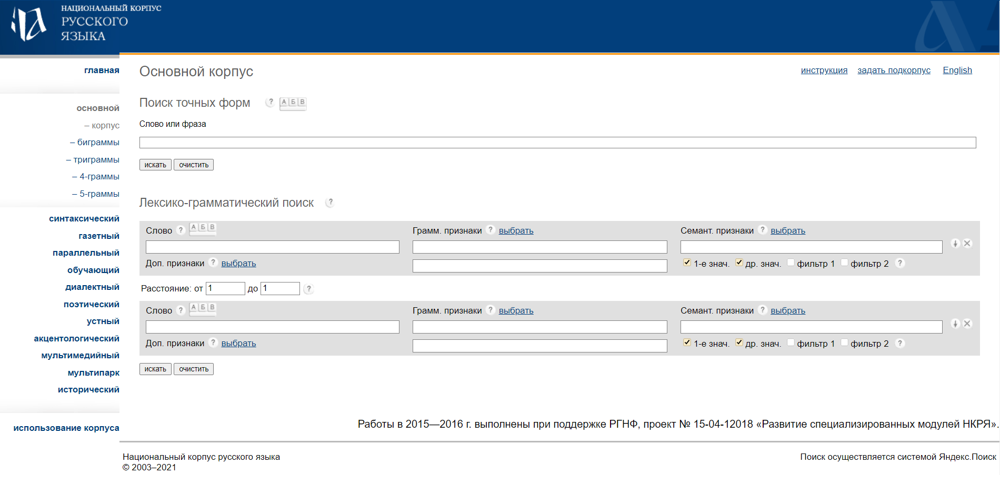 НАЦИОНАЛЬНЫЙ КОРПУС
РУССКОГО
ЯЗЫКА
главная
основной
– корпус
– биграммы
– триграммы
– 4-граммы
– 5-граммы
синтаксический
газетный
параллельный
обучающий
диалектный
поэтический
устный
акцентологический
мультимедийный
мультипарк
исторический
использование корпуса
Основной корпус
инструкция задать подкорпус English
Поиск точных форм ? А Б В
Слово или фраза
искать очистить
Лексико-грамматический поиск ?
Слово ? А Б В Грамм. признаки ? выбрать Семант. признаки ? выбрать
Доп. признаки ? выбрать 1-е знач. др. знач. фильтр 1 фильтр 2 ?
Расстояние: от 1 до 1 ?
Слово ? А Б В Грамм. признаки ? выбрать Семант. признаки ? выбрать
Доп. признаки ? выбрать 1-е знач. др. знач. фильтр 1 фильтр 2 ?
искать очистить
Работы в 2015—2016 г. выполнены при поддержке РГНФ, проект № 15-04-12018 «Развитие специализированных модулей НКРЯ».
Национальный корпус русского языка Поиск осуществляется системой Яндекс.Поиск
© 2003–2021